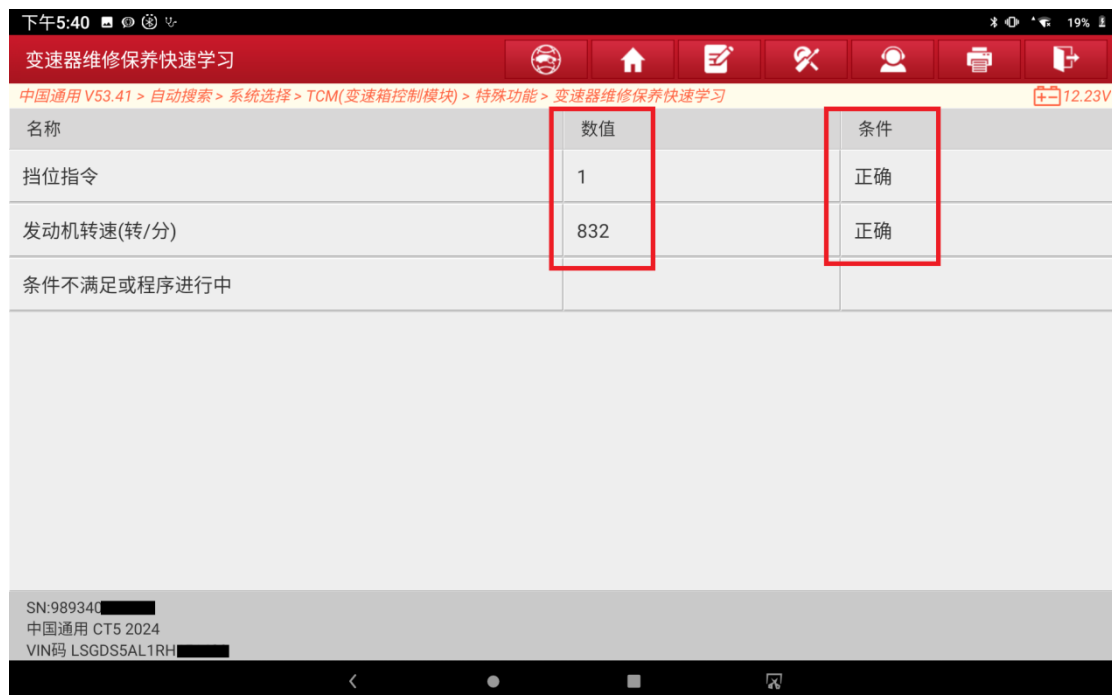 下午5:40 19%
变速器维修保养快速学习
中国通用 V53.41 > 自动搜索 > 系统选择 > TCM(变速箱控制模块) > 特殊功能 > 变速器维修保养快速学习 12.23V
名称 数值 条件
挡位指令 1 正确
发动机转速(转/分) 832 正确
条件不满足或程序进行中
SN:989340
中国通用 CT5 2024
VIN码 LSGDS5AL1RH